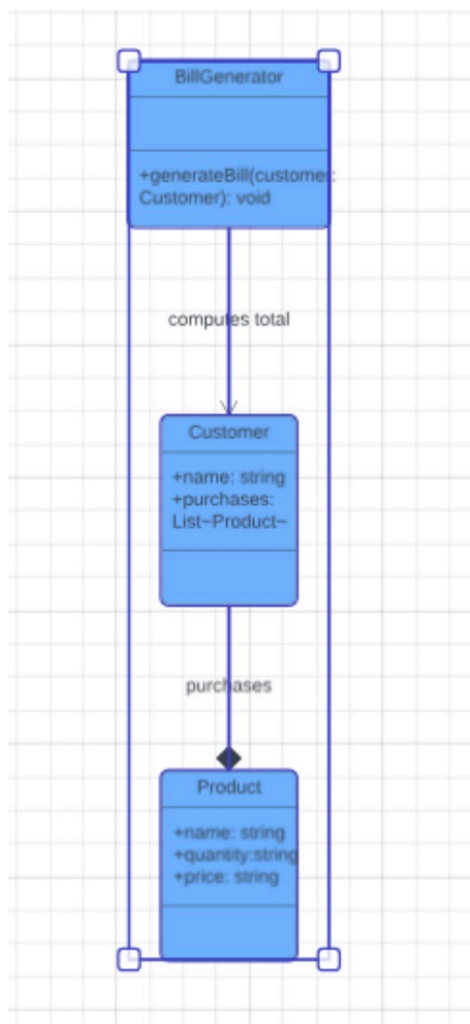 BillGenerator
+generateBill(customer:
Customer): void
computes total
Customer
+name: string
+purchases:
List~Product~
purchases
Product
+name: string
+quantity:string
+price: string